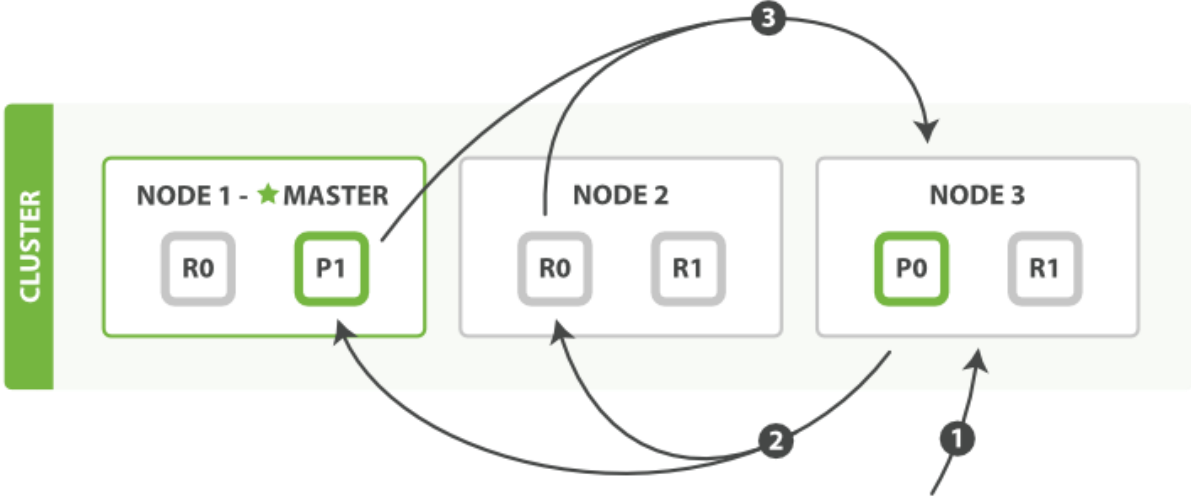 3
CLUSTER
NODE 1 - ★ MASTER
R0
P1
NODE 2
R0
R1
NODE 3
P0
R1
2
1